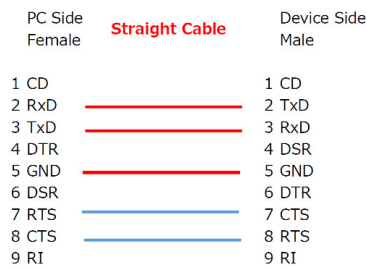 PC Side
Female
Straight Cable
Device Side
Male
1 CD
1 CD
2 RxD
2 TxD
3 TxD
3 RxD
4 DTR
4 DSR
5 GND
5 GND
6 DSR
6 DTR
7 RTS
7 CTS
8 CTS
8 RTS
9 RI
9 RI